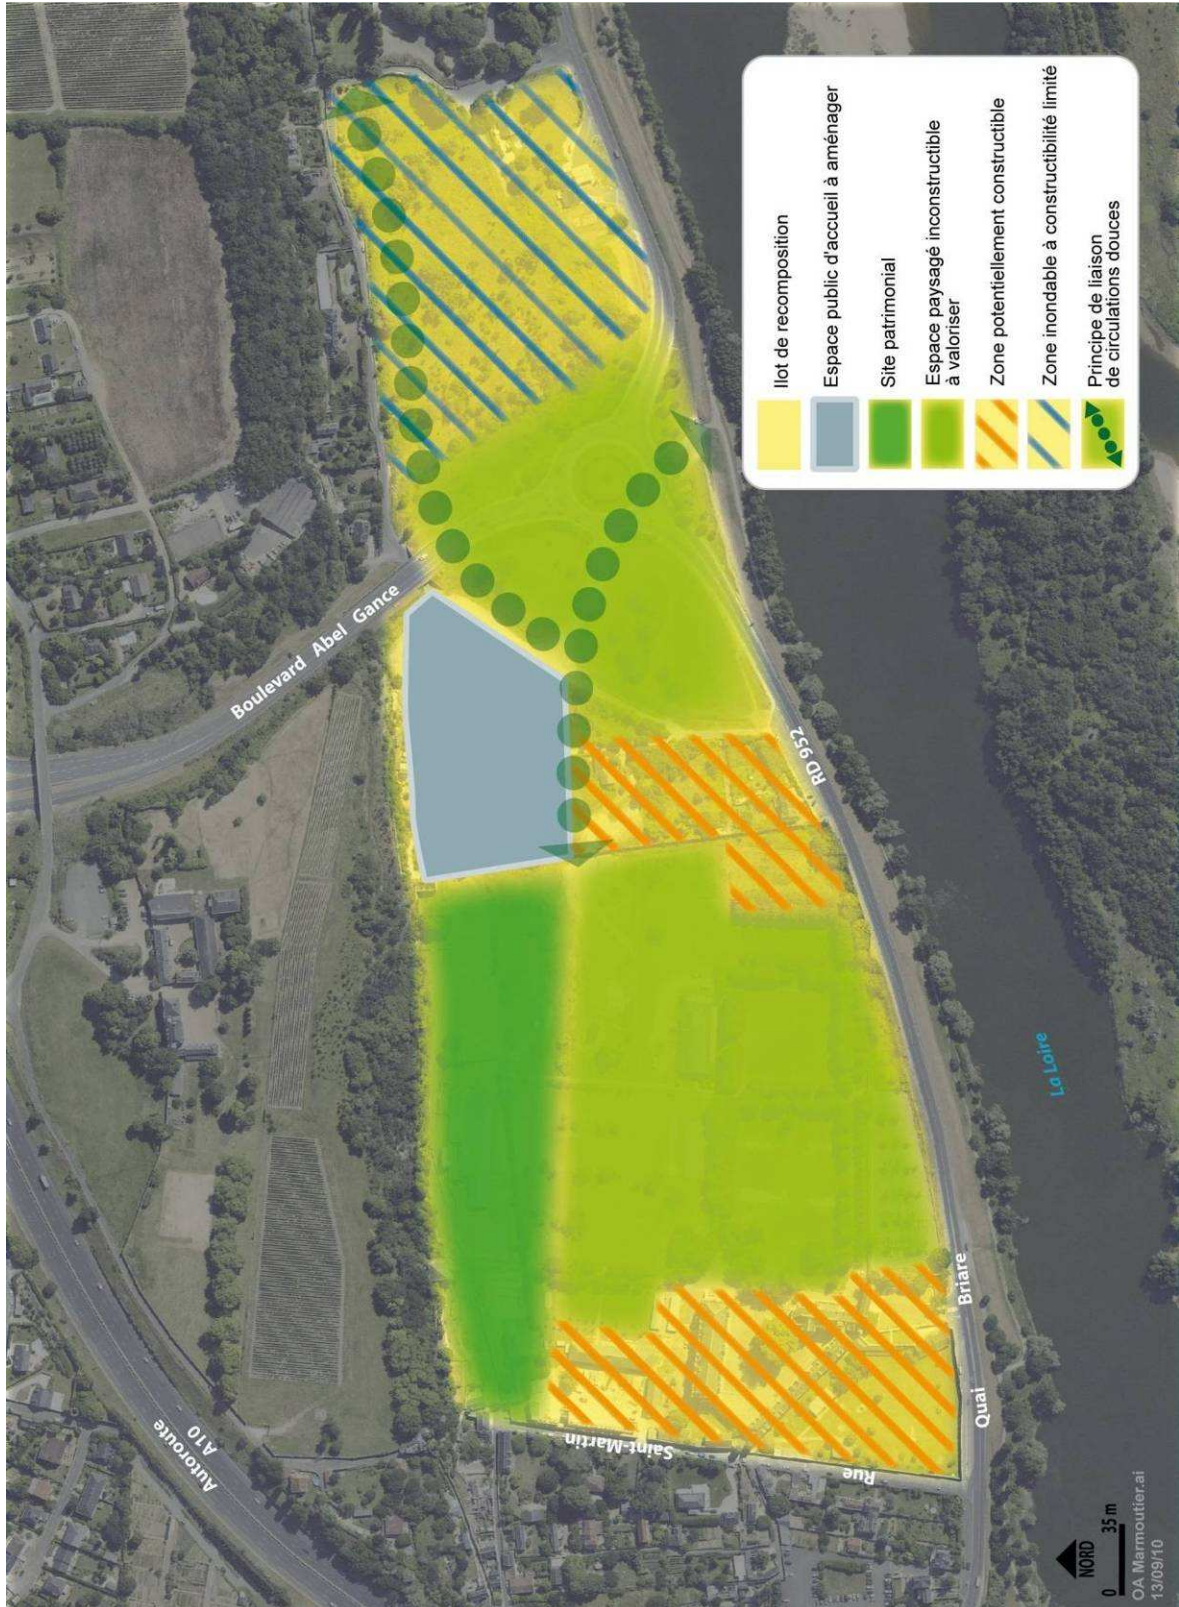 Autoroute
A10
Boulevard Abel Gance
Rue Saint-Martin
Quai Briare
RD 952
La Loire
Ilot de recomposition
Espace public d'accueil à aménager
Site patrimonial
Espace paysagé inconstructible
à valoriser
Zone potentiellement constructible
Zone inondable à constructibilité limité
Principe de liaison
de circulations douces
NORD
0 35 m
OA Marmoutier.ai
13/09/10